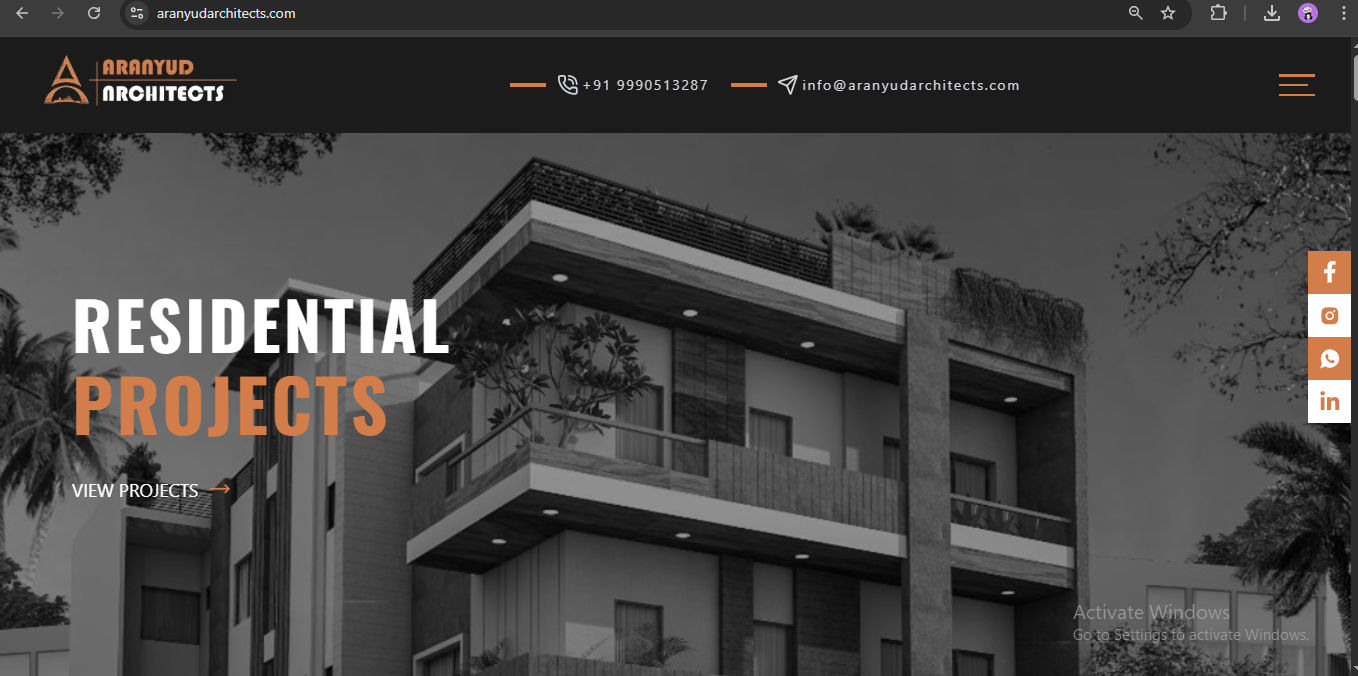 aranyudarchitects.com
ARANYUD
ARCHITECTS
+91 9990513287
info@aranyudarchitects.com
RESIDENTIAL
PROJECTS
VIEW PROJECTS
in
Activate Windows
Go to Settings to activate Windows.